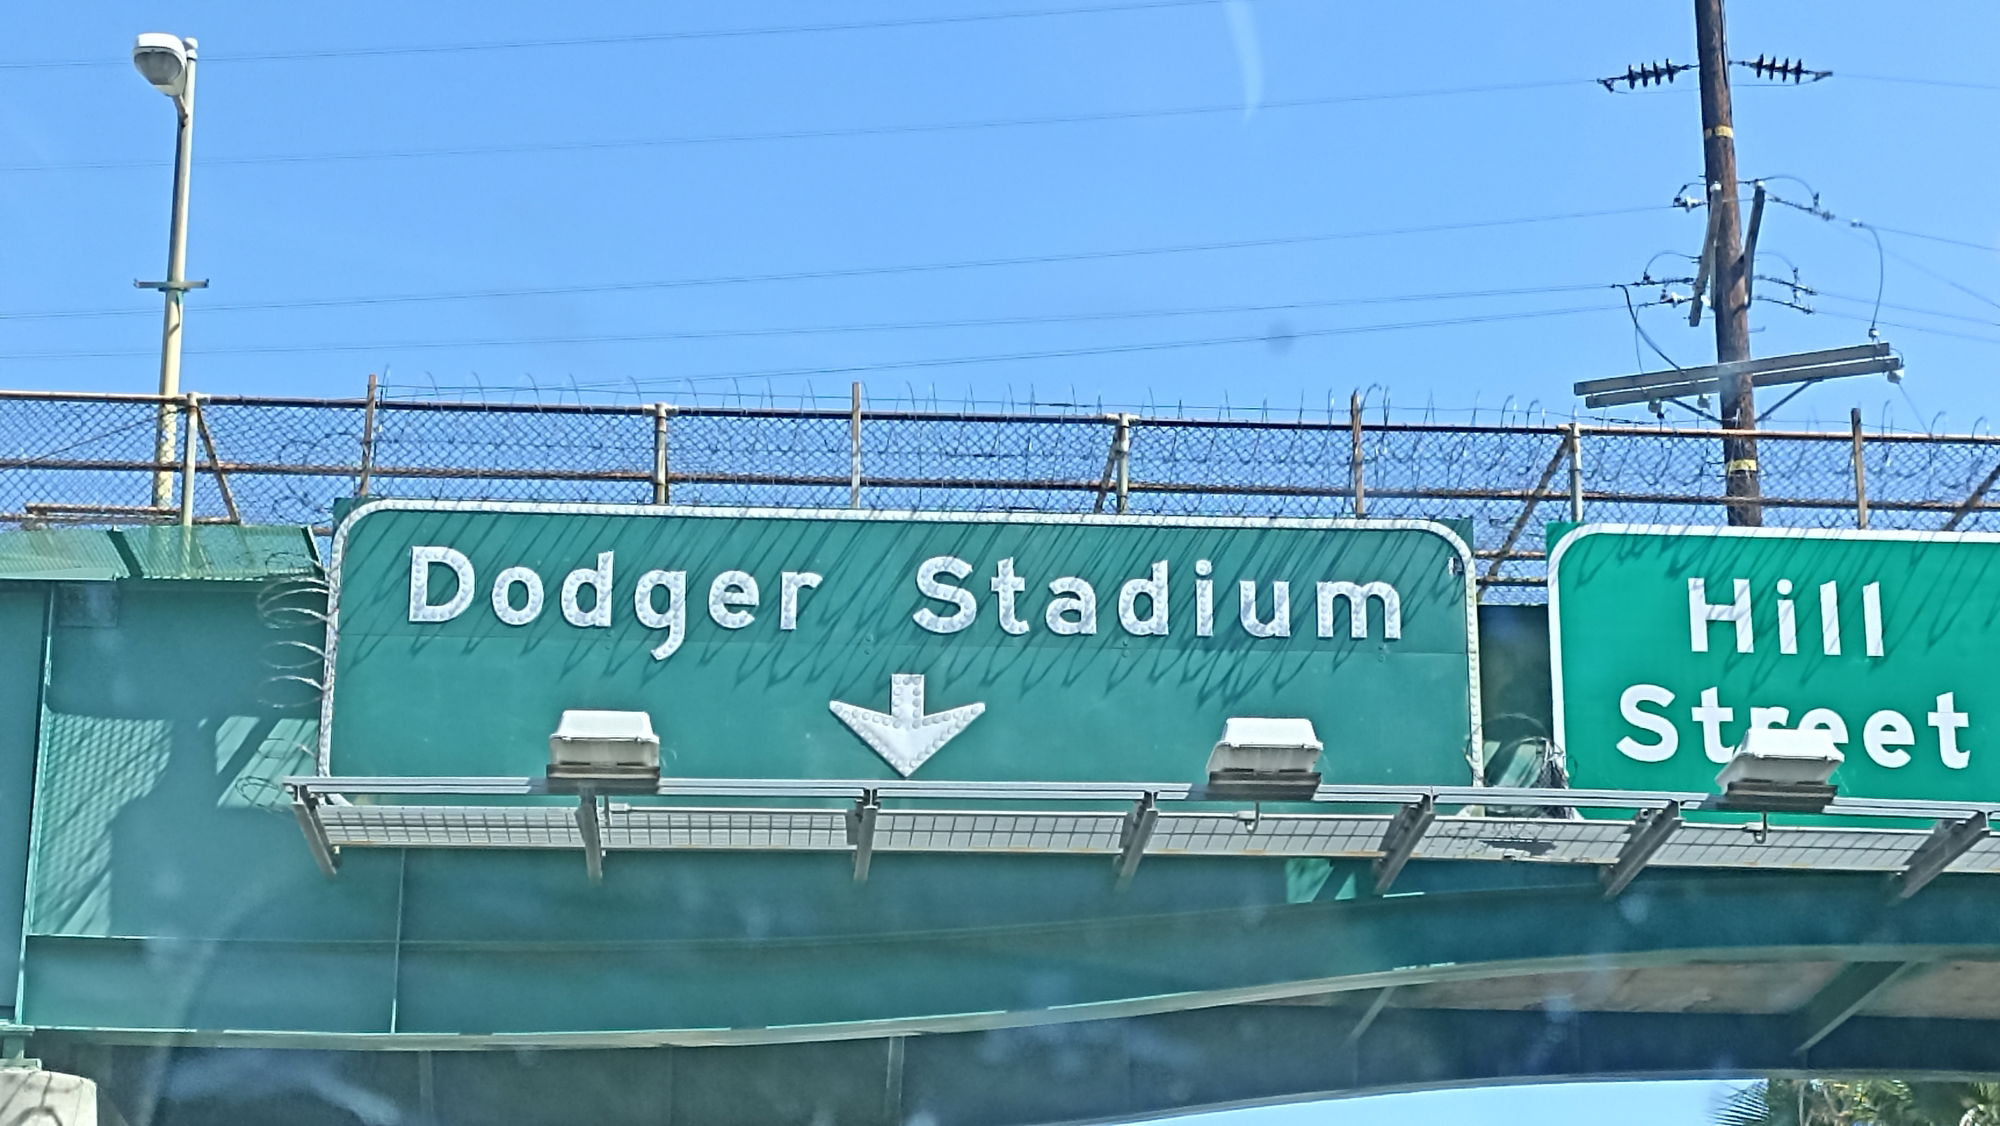 Dodger Stadium
Hill
Street